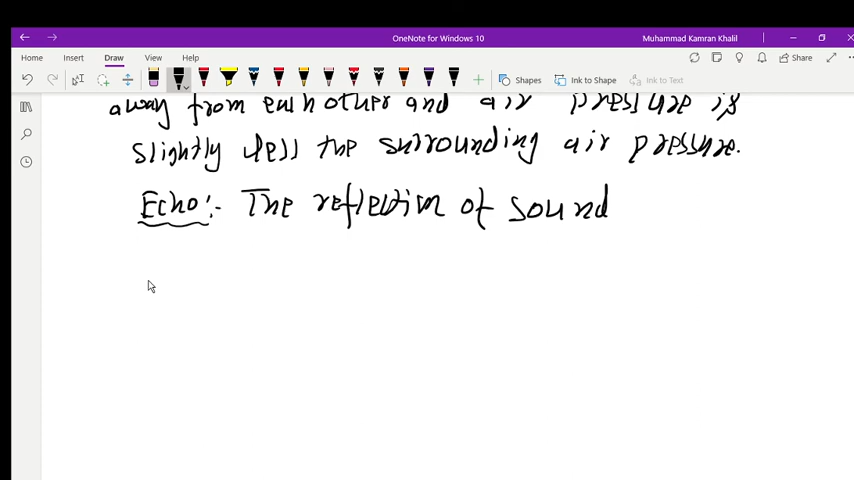 OneNote for Windows 10
Muhammad Kamran Khalil
Home Insert Draw View Help
Share
Shapes Ink to Shape Ink to Text
away from each other and air pressure is
slightly less the surrounding air pressure.
Echo:- The reflection of sound